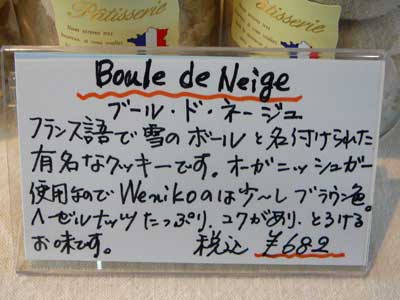 Pâtisserie
Pâtisserie
Boule de Neige
ブール・ド・ネージュ
フランス語で雪のボールと名付けられた
有名なクッキーです。オーガニッシュガー
使用なのでWenikoのは少〜しブラウン色。
ヘーゼルナッツたっぷり、コクがあり、とろける
お味です。 税込 ¥682